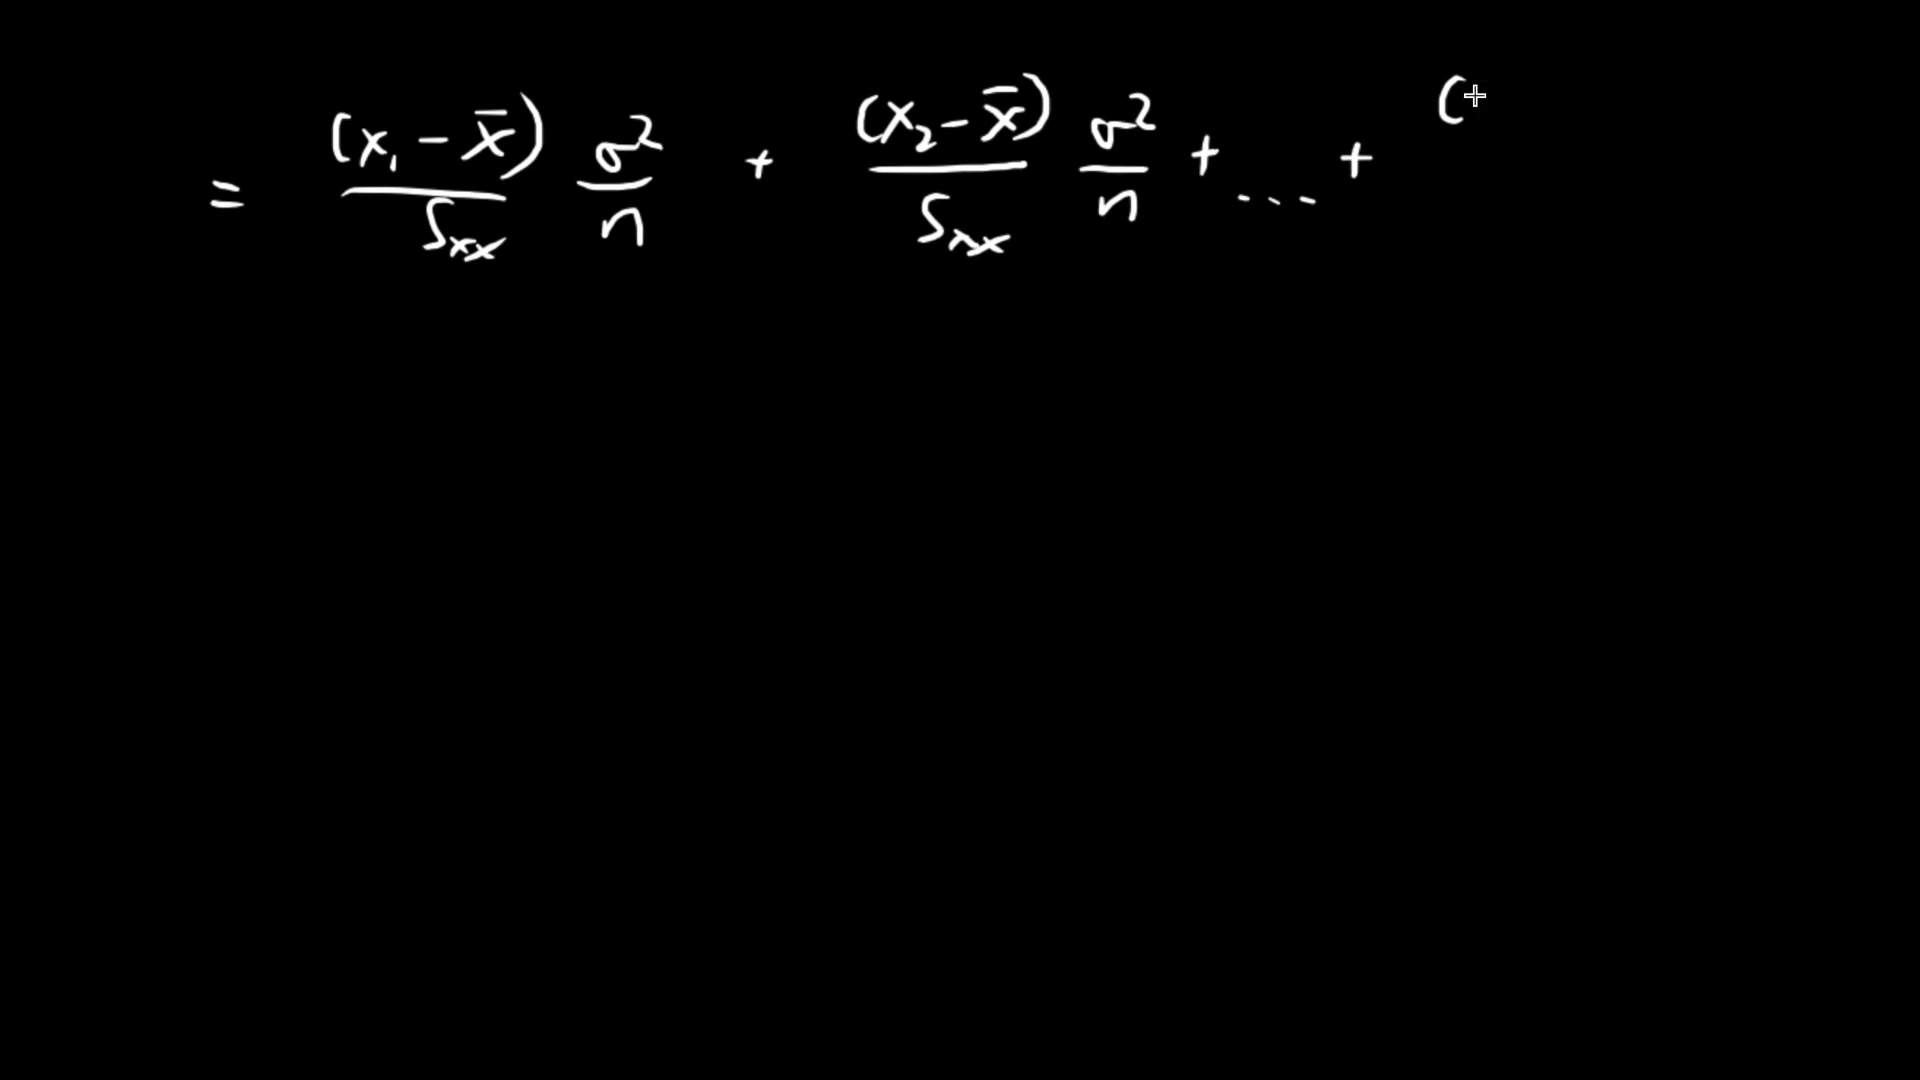 = (x₁ - x̄)/Sxx σ²/n + (x₂ - x̄)/Sxx σ²/n + ... + (